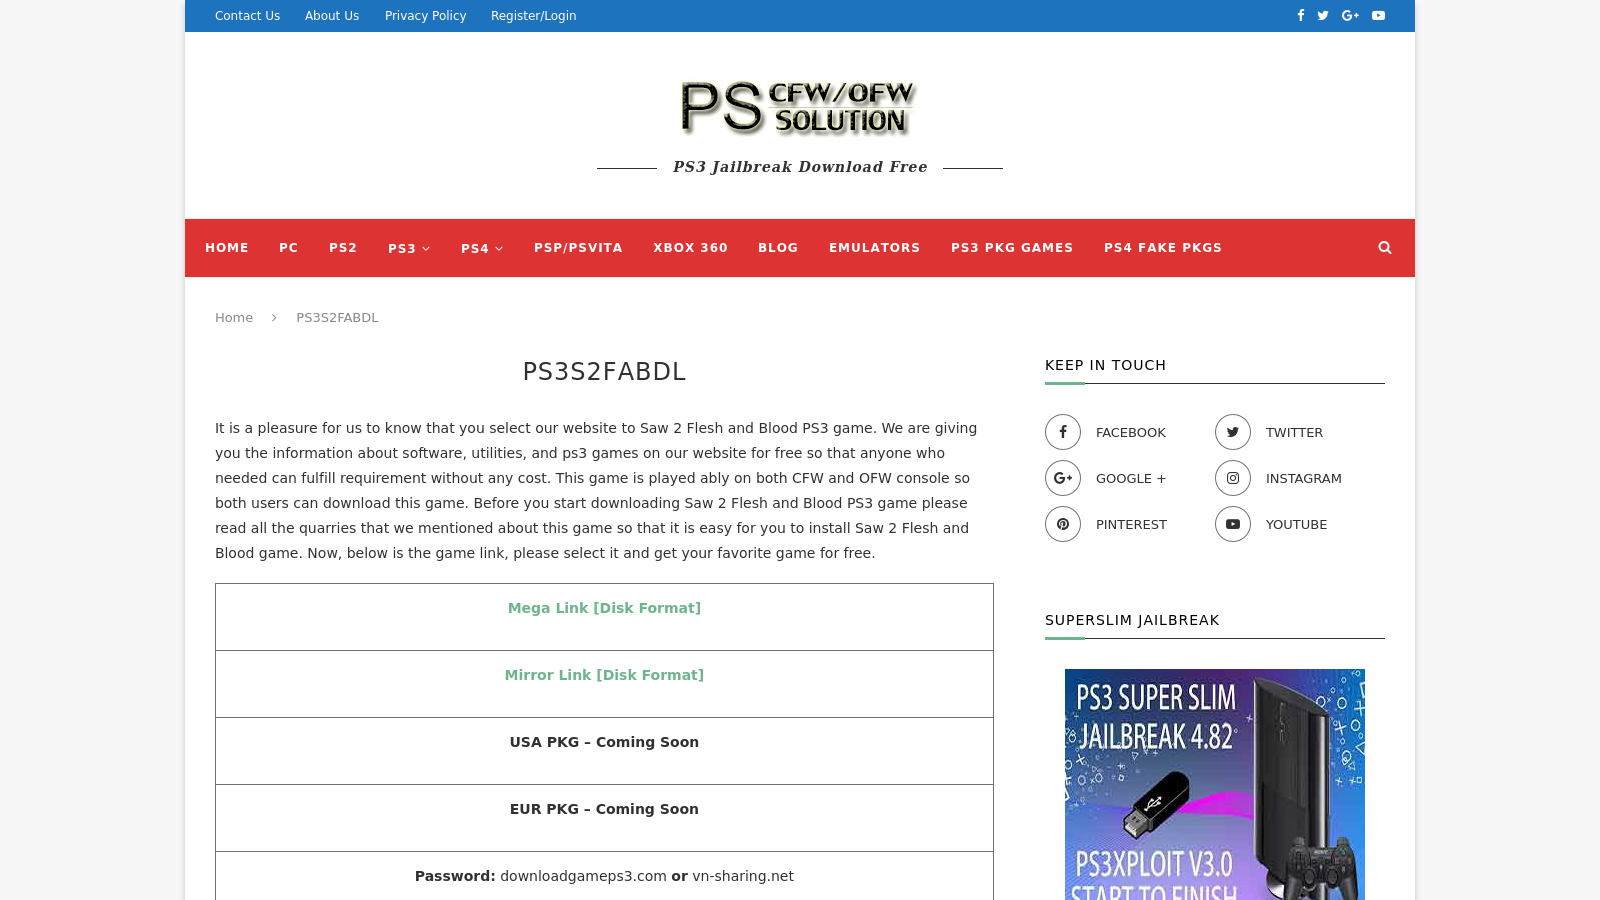 Contact Us About Us Privacy Policy Register/Login
PS CFW/OFW
SOLUTION
PS3 Jailbreak Download Free
HOME PC PS2 PS3 PS4 PSP/PSVITA XBOX 360 BLOG EMULATORS PS3 PKG GAMES PS4 FAKE PKGS
Home PS3S2FABDL
PS3S2FABDL
It is a pleasure for us to know that you select our website to Saw 2 Flesh and Blood PS3 game. We are giving
you the information about software, utilities, and ps3 games on our website for free so that anyone who
needed can fulfill requirement without any cost. This game is played ably on both CFW and OFW console so
both users can download this game. Before you start downloading Saw 2 Flesh and Blood PS3 game please
read all the quarries that we mentioned about this game so that it is easy for you to install Saw 2 Flesh and
Blood game. Now, below is the game link, please select it and get your favorite game for free.
Mega Link [Disk Format]
Mirror Link [Disk Format]
USA PKG – Coming Soon
EUR PKG – Coming Soon
Password: downloadgameps3.com or vn-sharing.net
KEEP IN TOUCH
FACEBOOK TWITTER
GOOGLE + INSTAGRAM
PINTEREST YOUTUBE
SUPERSLIM JAILBREAK
PS3 SUPER SLIM
JAILBREAK 4.82
PS3XPLOIT V3.0
START TO FINISH